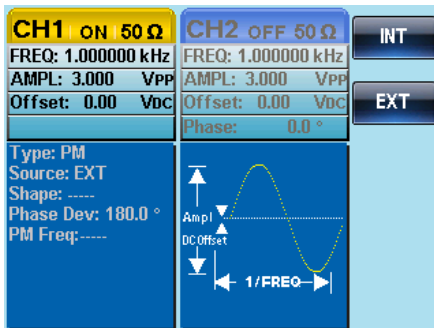 CH1 ON 50 Ω
FREQ: 1.000000 kHz
AMPL: 3.000 VPP
Offset: 0.00 VDC
CH2 OFF 50 Ω
FREQ: 1.000000 kHz
AMPL: 3.000 VPP
Offset: 0.00 VDC
Phase: 0.0 °
INT
EXT
Type: PM
Source: EXT
Shape: -----
Phase Dev: 180.0 °
PM Freq:-----
Ampl
DC Offset
1/FREQ